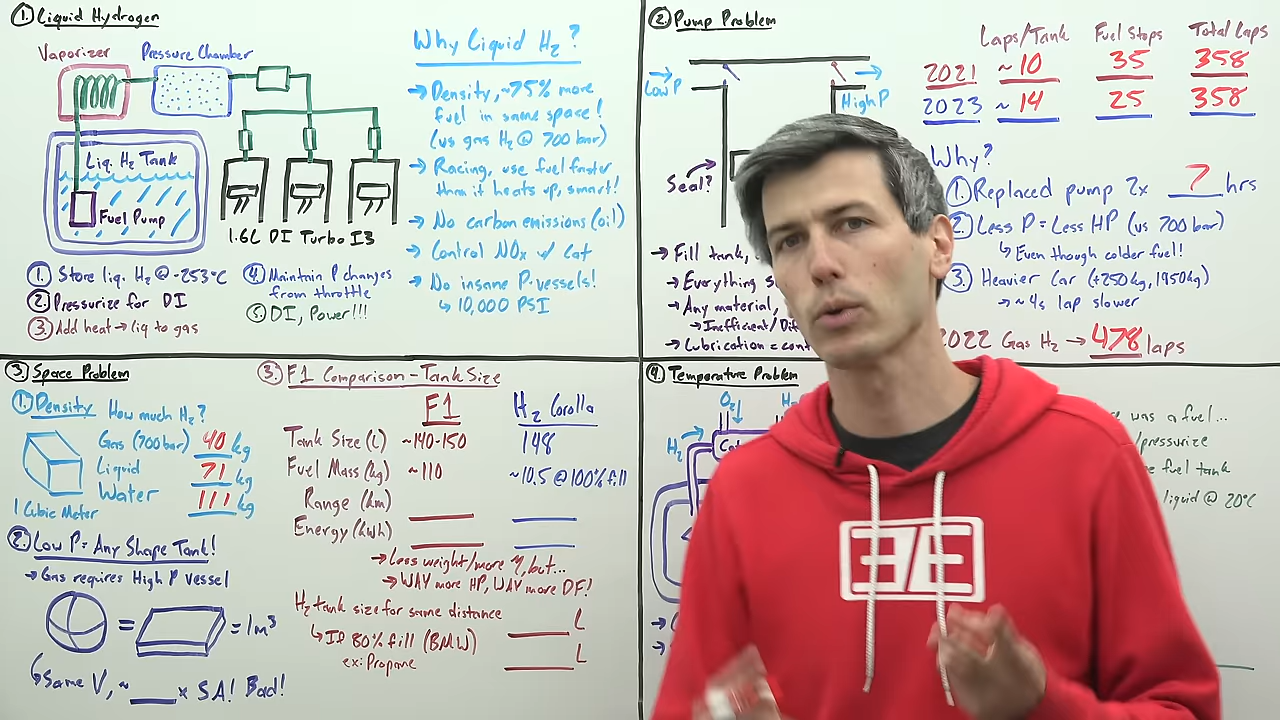 1. Liquid Hydrogen
Vaporizer
Pressure Chamber
Liq. H2 Tank
Fuel Pump
1.6L DI Turbo I3
1. Store liq. H2 @ -253°C
2. Pressurize for DI
3. Add heat → liq to gas
4. Maintain P changes
from throttle
5. DI, Power!!!
Why Liquid H2?
→ Density, ~75% more
fuel in same space!
(vs gas H2 @ 700 bar)
→ Racing, use fuel faster
than it heats up, smart!
→ No carbon emissions (oil)
→ Control NOx w/ Cat
→ No insane P-vessels!
↳ 10,000 PSI
2. Pump Problem
Low P
High P
Seal?
→ Fill tank,
→ Everything
→ Any material,
→ Inefficient/
→ Lubrication =
Laps/Tank Fuel Stops Total Laps
2021 ~10 35 358
2023 ~14 25 358
Why?
1. Replaced pump 2x 7 hrs
2. Less P = Less HP (vs 700 bar)
↳ Even though colder fuel!
3. Heavier Car (+250kg, 1950kg)
→ ~4s lap slower
2022 Gas H2 → 478 laps
3. Space Problem
1. Density How much H2?
Gas (700 bar) 40 kg
Liquid 71 kg
Water 111 kg
1 Cubic Meter
2. Low P = Any Shape Tank!
→ Gas requires High P vessel
= = 1m³
↳ Same V, ~ ___ x SA! Bad!
3. F1 Comparison - Tank Size
F1 H2 Corolla
Tank Size (L) ~140-150 148
Fuel Mass (kg) ~110 ~10.5 @ 100% fill
Range (km)
Energy (kWh)
→ Less weight/more η, but...
→ WAY more HP, WAY more DF!
H2 tank size for same distance ___ L
↳ If 80% fill (BMW) ___ L
ex: Propane
4. Temperature Problem
O2
H2
was a fuel...
/pressurize
fuel tank
liquid @ 20°C